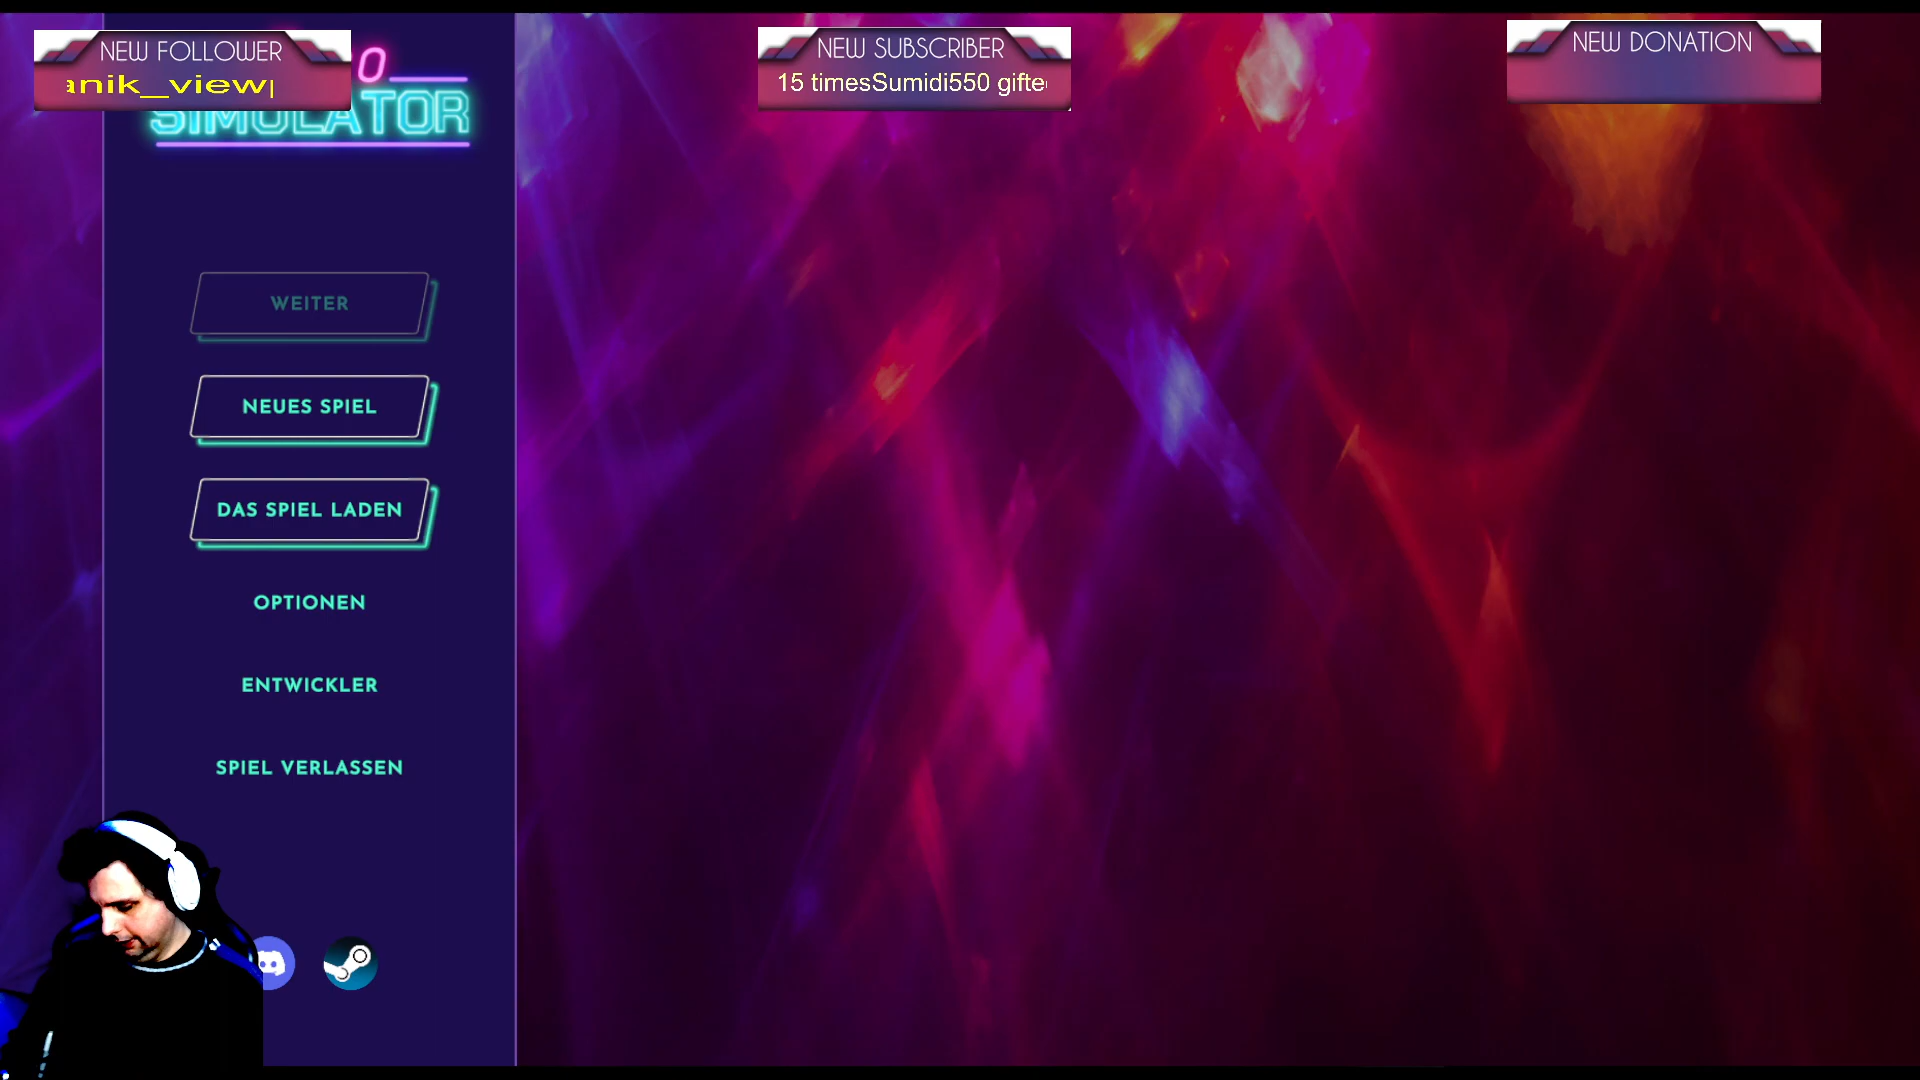 NEW FOLLOWER
anik_view
NEW SUBSCRIBER
15 timesSumidi550 gifte
NEW DONATION
O
SIMULATOR
WEITER
NEUES SPIEL
DAS SPIEL LADEN
OPTIONEN
ENTWICKLER
SPIEL VERLASSEN